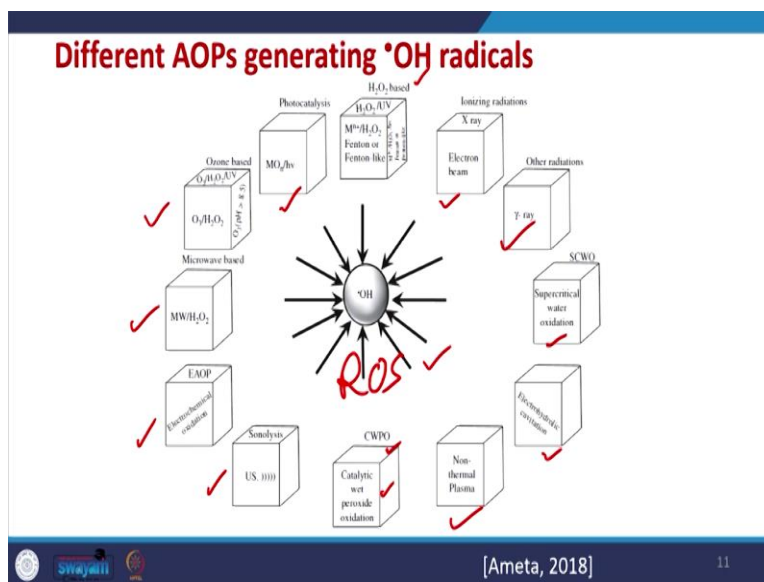 Different AOPs generating •OH radicals
H₂O₂ based
H₂O₂/UV
Mⁿ⁺/H₂O₂
Fenton or
Fenton-like
Photocatalysis
MOₙ/hv
Ionizing radiations
X ray
Electron
beam
Ozone based
O₃/H₂O₂/UV
O₃/H₂O₂
Other radiations
γ- ray
Microwave based
MW/H₂O₂
•OH
SCWO
Supercritical
water
oxidation
ROS
EAOP
Electrochemical
oxidation
Electrohydrolic
cavitation
Sonolysis
US. )))))
CWPO
Catalytic
wet
peroxide
oxidation
Non-
thermal
Plasma
swayam
[Ameta, 2018]
11